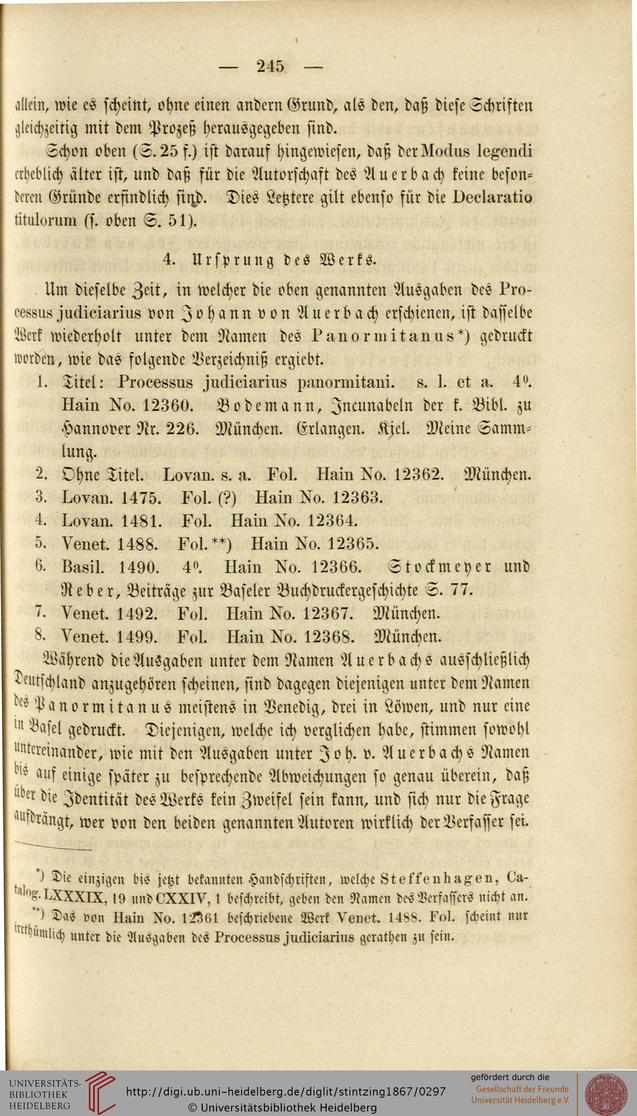 — 245 —
allein, wie es scheint, ohne einen andern Grund, als den, daß diese Schriften
gleichzeitig mit dem Prozeß herausgegeben sind.
Schon oben (S. 25 f.) ist darauf hingewiesen, daß der Modus legendi
erheblich älter ist, und daß für die Autorschaft des Auerbach keine beson-
deren Gründe erfindlich sind. Dies Letztere gilt ebenso für die Declaratio
titulorum (s. oben S. 51).
4. Ursprung des Werks.
Um dieselbe Zeit, in welcher die oben genannten Ausgaben des Pro-
cessus judiciarius von Johann von Auerbach erschienen, ist dasselbe
Werk wiederholt unter dem Namen des Panormitanus*) gedruckt
worden, wie das folgende Verzeichniß ergiebt.
1. Titel: Processus judiciarius panormitani. s. l. et a. 4⁰.
Hain No. 12360. Bodemann, Incunabeln der k. Bibl. zu
Hannover Nr. 226. München. Erlangen. Kiel. Meine Samm-
lung.
2. Ohne Titel. Lovan. s. a. Fol. Hain No. 12362. München.
3. Lovan. 1475. Fol. (?) Hain No. 12363.
4. Lovan. 1481. Fol. Hain No. 12364.
5. Venet. 1488. Fol.**) Hain No. 12365.
6. Basil. 1490. 4⁰. Hain No. 12366. Stockmeyer und
Reber, Beiträge zur Baseler Buchdruckergeschichte S. 77.
7. Venet. 1492. Fol. Hain No. 12367. München.
8. Venet. 1499. Fol. Hain No. 12368. München.
Während die Ausgaben unter dem Namen Auerbachs ausschließlich
Deutschland anzugehören scheinen, sind dagegen diejenigen unter dem Namen
des Panormitanus meistens in Venedig, drei in Löwen, und nur eine
in Basel gedruckt. Diejenigen, welche ich verglichen habe, stimmen sowohl
untereinander, wie mit den Ausgaben unter Joh. v. Auerbachs Namen
bis auf einige später zu besprechende Abweichungen so genau überein, daß
über die Identität des Werks kein Zweifel sein kann, und sich nur die Frage
aufdrängt, wer von den beiden genannten Autoren wirklich der Verfasser sei.
*) Die einzigen bis jetzt bekannten Handschriften, welche Steffenhagen, Ca-
talog. LXXXIX, 19 und CXXIV, 1 beschreibt, geben den Namen des Verfassers nicht an.
**) Das von Hain No. 12361 beschriebene Werk Venet. 1488. Fol. scheint nur
irrthümlich unter die Ausgaben des Processus judiciarius gerathen zu sein.
UNIVERSITÄTS-
BIBLIOTHEK
HEIDELBERG
http://digi.ub.uni-heidelberg.de/diglit/stintzing1867/0297
© Universitätsbibliothek Heidelberg
gefördert durch die
Gesellschaft der Freunde
Universität Heidelberg e.V.